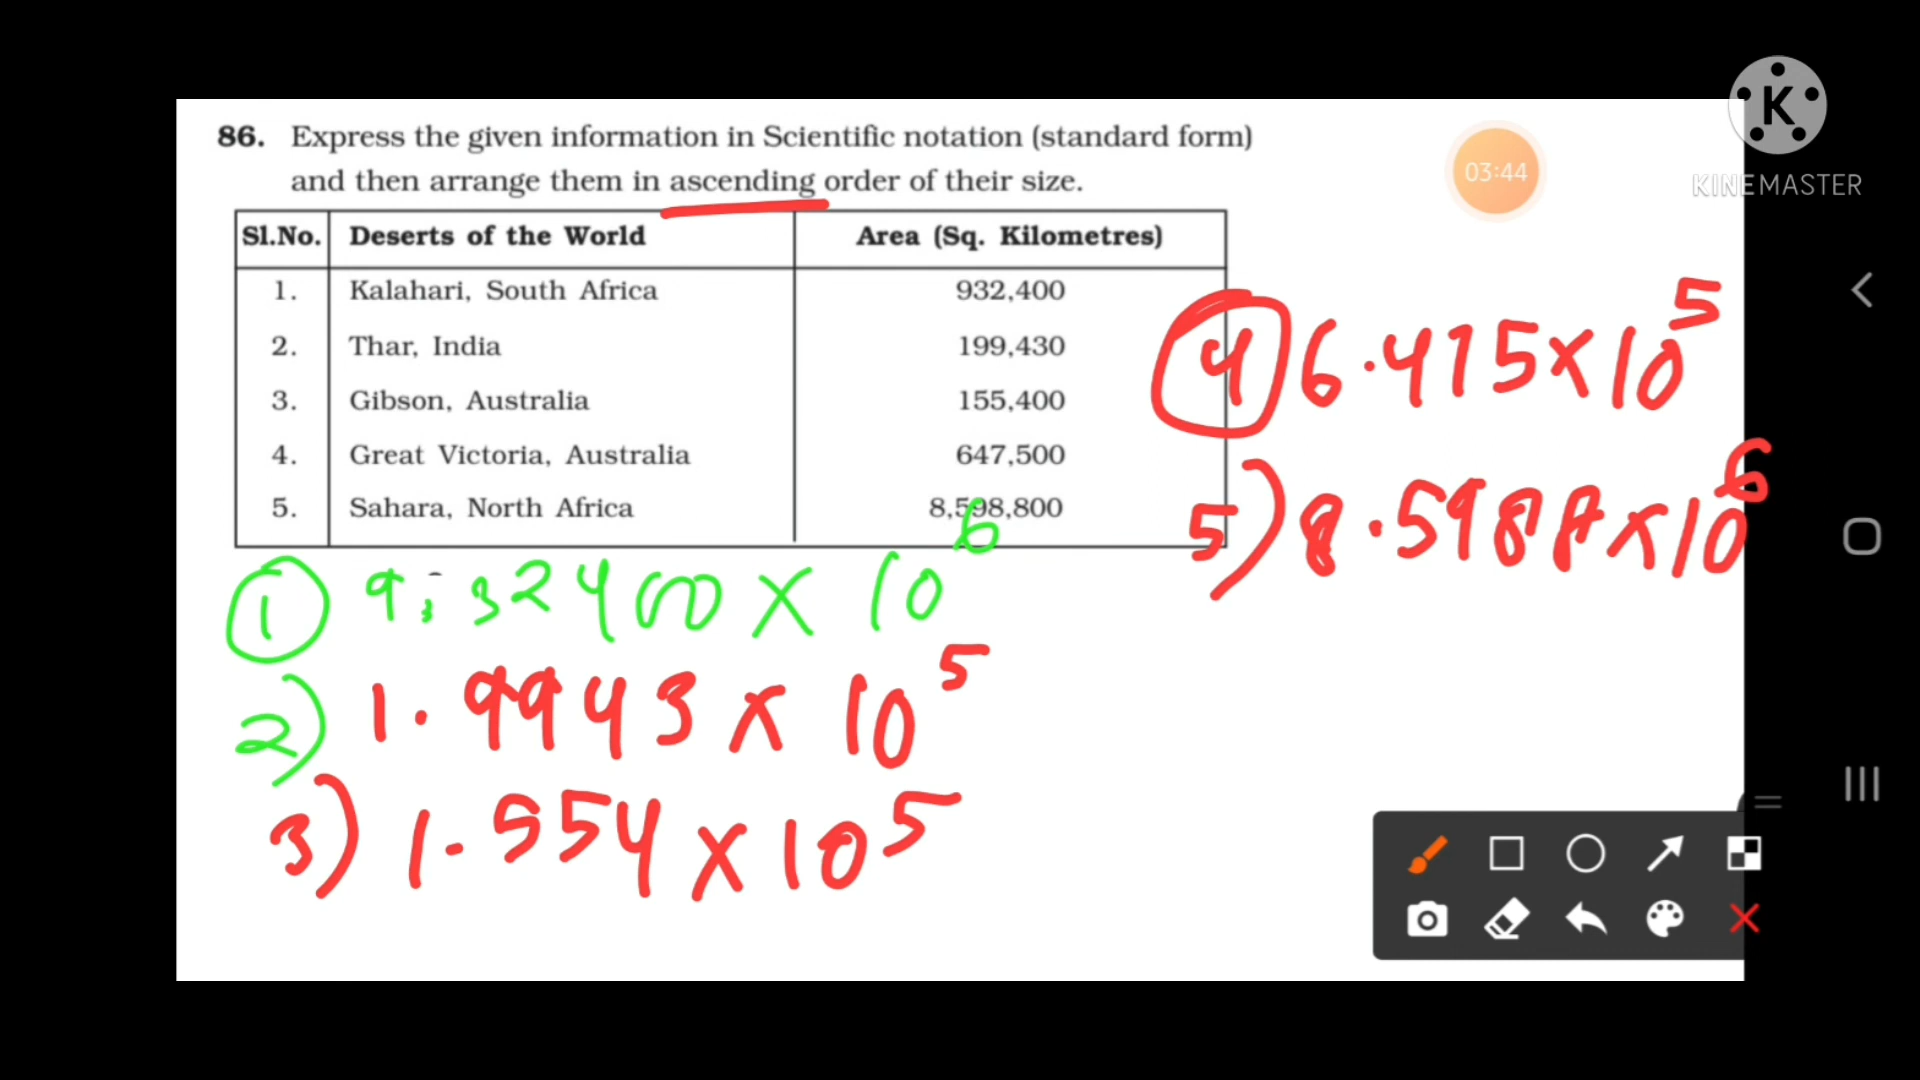 86. Express the given information in Scientific notation (standard form)
and then arrange them in ascending order of their size.
Sl.No. Deserts of the World Area (Sq. Kilometres)
1. Kalahari, South Africa 932,400
2. Thar, India 199,430
3. Gibson, Australia 155,400
4. Great Victoria, Australia 647,500
5. Sahara, North Africa 8,598,800
① 9.32400 × 10^6
2) 1.9943 × 10^5
3) 1.554 × 10^5
④ 6.475 × 10^5
5) 8.5988 × 10^6
03:44
K
KINEMASTER